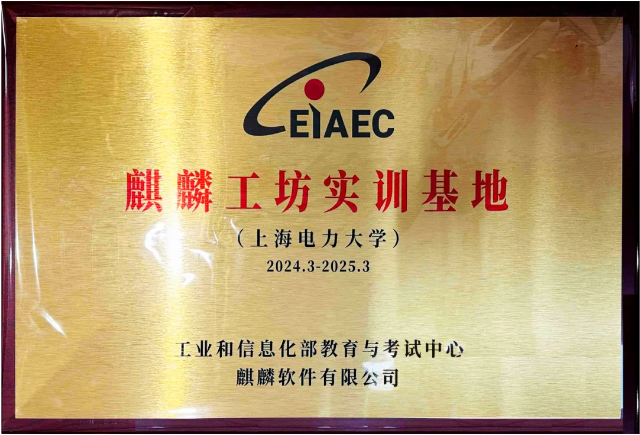 CEIAEC
麒麟工坊实训基地
（上海电力大学）
2024.3-2025.3
工业和信息化部教育与考试中心
麒麟软件有限公司